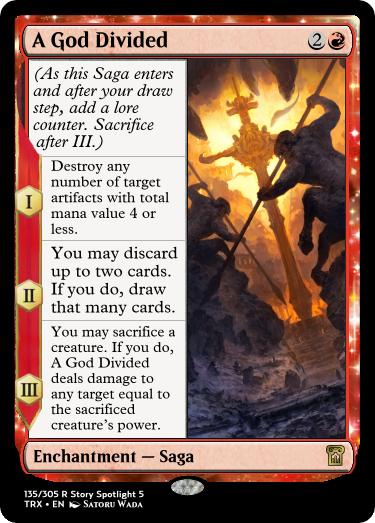 A God Divided
2
(As this Saga enters
and after your draw
step, add a lore
counter. Sacrifice
after III.)
I
Destroy any
number of target
artifacts with total
mana value 4 or
less.
II
You may discard
up to two cards.
If you do, draw
that many cards.
III
You may sacrifice a
creature. If you do,
A God Divided
deals damage to
any target equal to
the sacrificed
creature's power.
Enchantment — Saga
135/305 R Story Spotlight 5
TRX • EN Satoru Wada